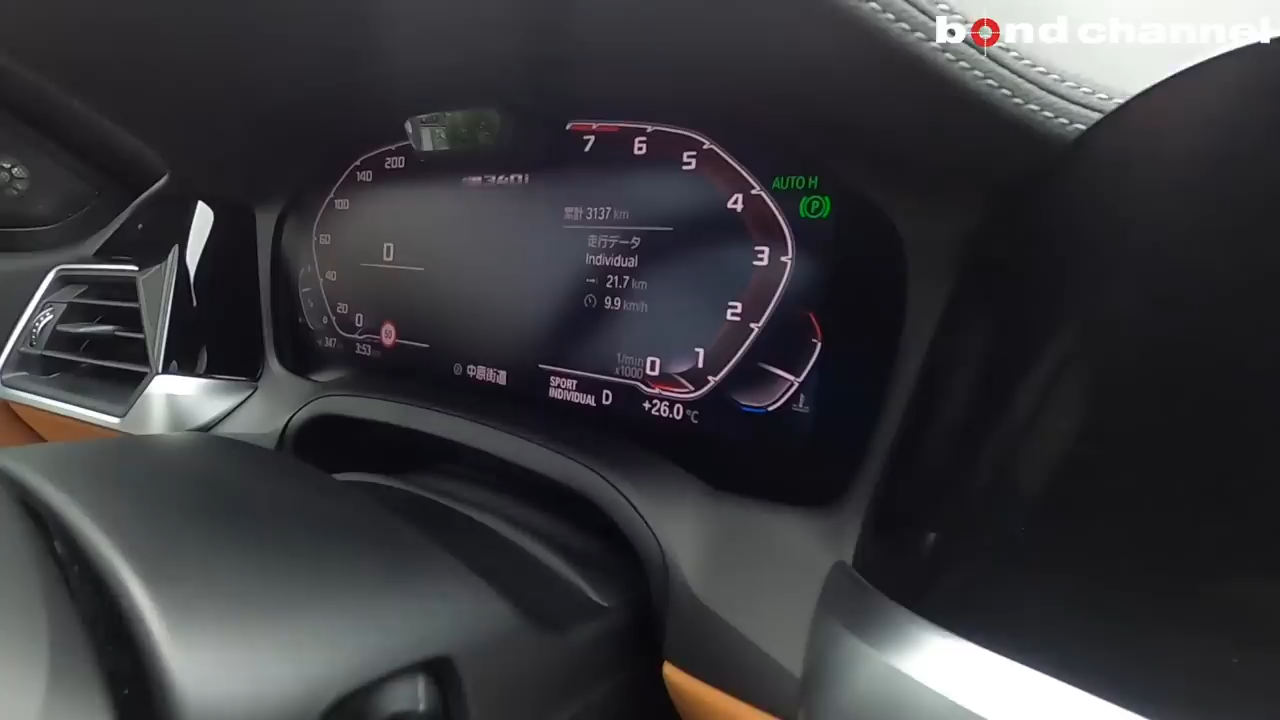 bond channel
200
140
100
60
40
20
0
0
0
50
347
3:53
340i
累計 3137 km
走行データ
Individual
21.7 km
9.9 km/h
7
6
5
4
3
2
1
0
1/min
x1000
AUTO H
P
中原街道
SPORT
INDIVIDUAL D
+26.0 °C